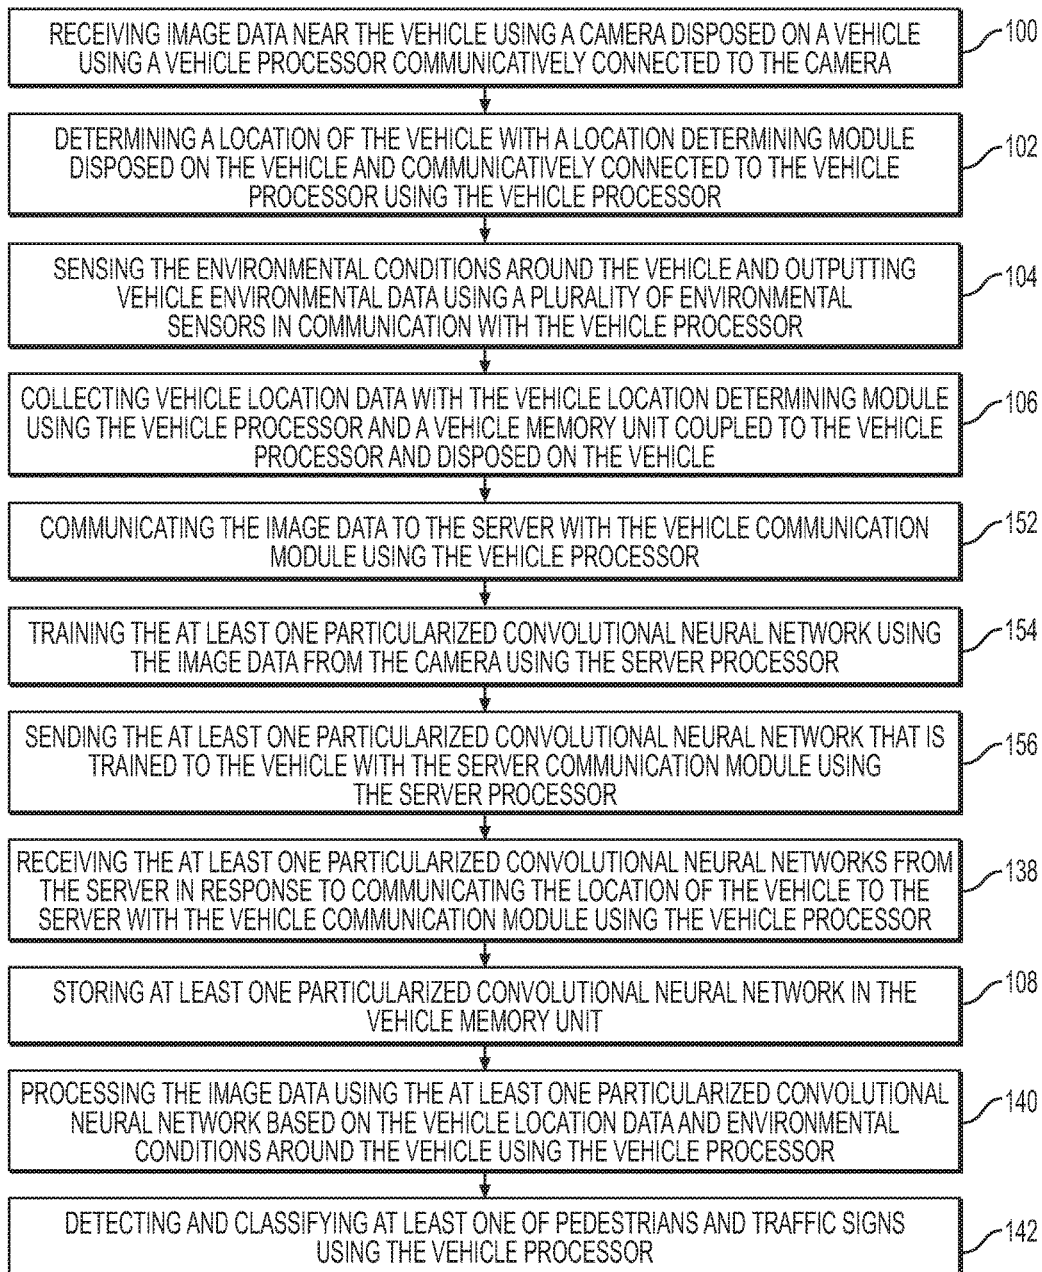 RECEIVING IMAGE DATA NEAR THE VEHICLE USING A CAMERA DISPOSED ON A VEHICLE
USING A VEHICLE PROCESSOR COMMUNICATIVELY CONNECTED TO THE CAMERA
100
DETERMINING A LOCATION OF THE VEHICLE WITH A LOCATION DETERMINING MODULE
DISPOSED ON THE VEHICLE AND COMMUNICATIVELY CONNECTED TO THE VEHICLE
PROCESSOR USING THE VEHICLE PROCESSOR
102
SENSING THE ENVIRONMENTAL CONDITIONS AROUND THE VEHICLE AND OUTPUTTING
VEHICLE ENVIRONMENTAL DATA USING A PLURALITY OF ENVIRONMENTAL
SENSORS IN COMMUNICATION WITH THE VEHICLE PROCESSOR
104
COLLECTING VEHICLE LOCATION DATA WITH THE VEHICLE LOCATION DETERMINING MODULE
USING THE VEHICLE PROCESSOR AND A VEHICLE MEMORY UNIT COUPLED TO THE VEHICLE
PROCESSOR AND DISPOSED ON THE VEHICLE
106
COMMUNICATING THE IMAGE DATA TO THE SERVER WITH THE VEHICLE COMMUNICATION
MODULE USING THE VEHICLE PROCESSOR
152
TRAINING THE AT LEAST ONE PARTICULARIZED CONVOLUTIONAL NEURAL NETWORK USING
THE IMAGE DATA FROM THE CAMERA USING THE SERVER PROCESSOR
154
SENDING THE AT LEAST ONE PARTICULARIZED CONVOLUTIONAL NEURAL NETWORK THAT IS
TRAINED TO THE VEHICLE WITH THE SERVER COMMUNICATION MODULE USING
THE SERVER PROCESSOR
156
RECEIVING THE AT LEAST ONE PARTICULARIZED CONVOLUTIONAL NEURAL NETWORKS FROM
THE SERVER IN RESPONSE TO COMMUNICATING THE LOCATION OF THE VEHICLE TO THE
SERVER WITH THE VEHICLE COMMUNICATION MODULE USING THE VEHICLE PROCESSOR
138
STORING AT LEAST ONE PARTICULARIZED CONVOLUTIONAL NEURAL NETWORK IN THE
VEHICLE MEMORY UNIT
108
PROCESSING THE IMAGE DATA USING THE AT LEAST ONE PARTICULARIZED CONVOLUTIONAL
NEURAL NETWORK BASED ON THE VEHICLE LOCATION DATA AND ENVIRONMENTAL
CONDITIONS AROUND THE VEHICLE USING THE VEHICLE PROCESSOR
140
DETECTING AND CLASSIFYING AT LEAST ONE OF PEDESTRIANS AND TRAFFIC SIGNS
USING THE VEHICLE PROCESSOR
142